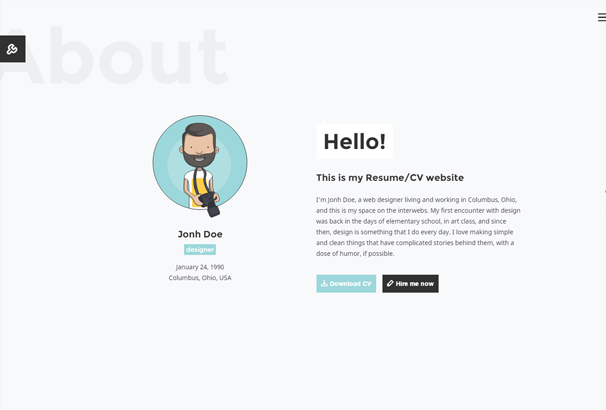 About
Hello!
This is my Resume/CV website
I'm Jonh Doe, a web designer living and working in Columbus, Ohio,
and this is my space on the interwebs. My first encounter with design
was back in the days of elementary school, in art class, and since
then, design is something that I do every day. I love making simple
and clean things that have complicated stories behind them, with a
dose of humor, if possible.
Download CV
Hire me now
Jonh Doe
designer
January 24, 1990
Columbus, Ohio, USA